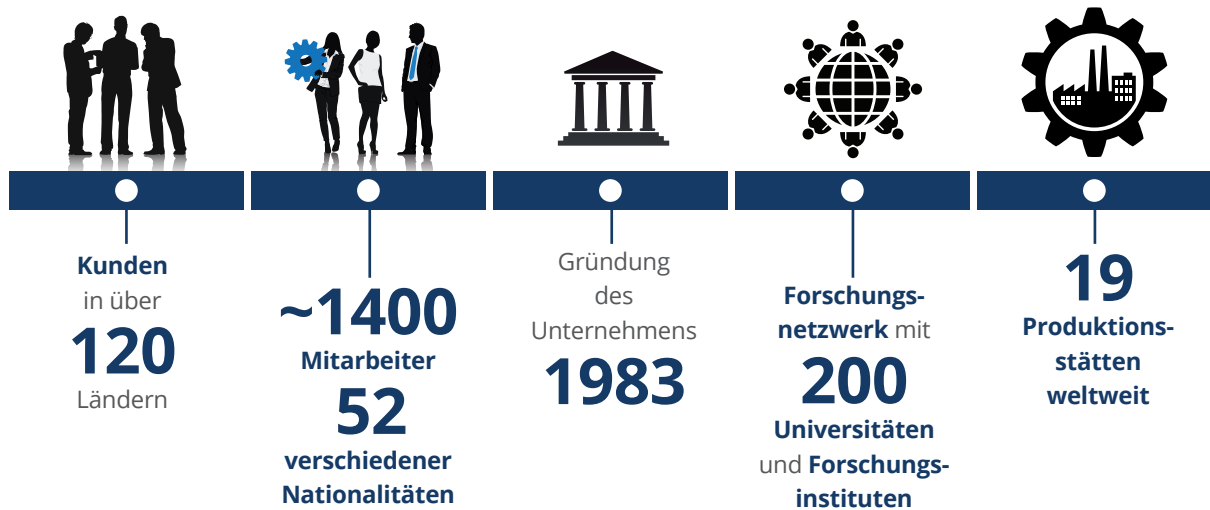 Kunden
in über
120
Ländern
~1400
Mitarbeiter
52
verschiedener
Nationalitäten
Gründung
des
Unternehmens
1983
Forschungs-
netzwerk mit
200
Universitäten
und Forschungs-
instituten
19
Produktions-
stätten
weltweit